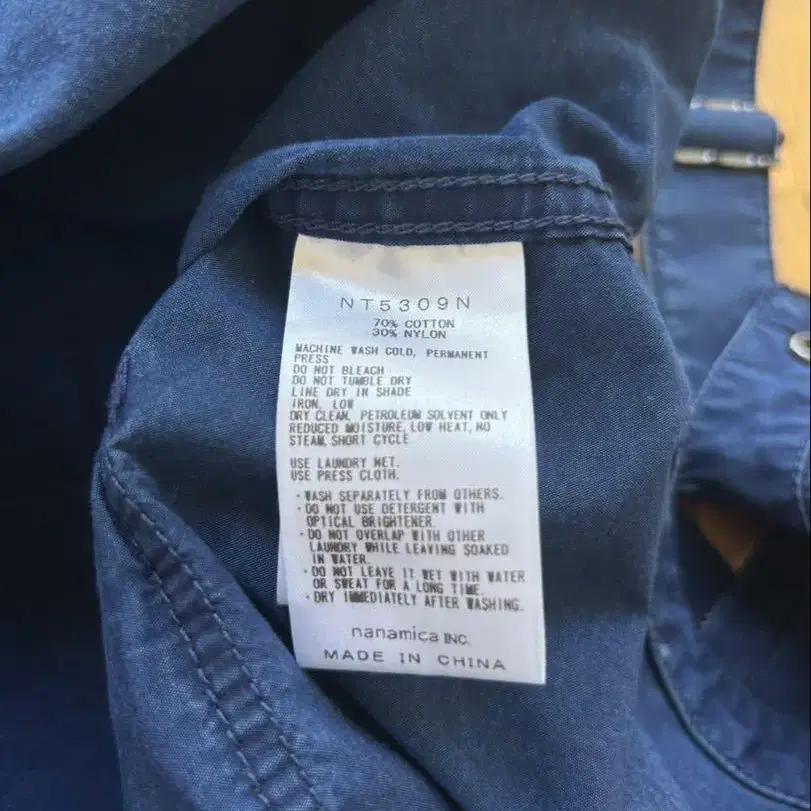 NT5309N
70% COTTON
30% NYLON
MACHINE WASH COLD, PERMANENT
PRESS
DO NOT BLEACH
DO NOT TUMBLE DRY
LINE DRY IN SHADE
IRON, LOW
DRY CLEAN, PETROLEUM SOLVENT ONLY
REDUCED MOISTURE, LOW HEAT, NO
STEAM, SHORT CYCLE
USE LAUNDRY NET.
USE PRESS CLOTH.
・WASH SEPARATELY FROM OTHERS.
・DO NOT USE DETERGENT WITH
OPTICAL BRIGHTENER.
・DO NOT OVERLAP WITH OTHER
LAUNDRY WHILE LEAVING SOAKED
IN WATER.
・DO NOT LEAVE IT WET WITH WATER
OR SWEAT FOR A LONG TIME.
・DRY IMMEDIATELY AFTER WASHING.
nanamica INC.
MADE IN CHINA